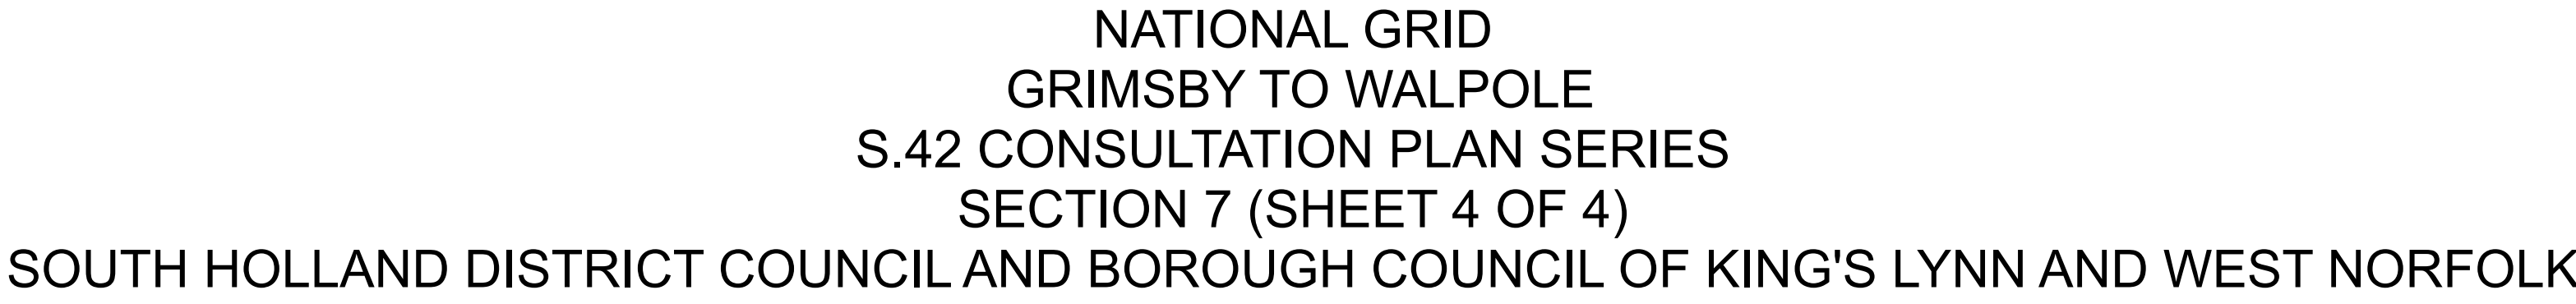 NATIONAL GRID
GRIMSBY TO WALPOLE
S.42 CONSULTATION PLAN SERIES
SECTION 7 (SHEET 4 OF 4)
SOUTH HOLLAND DISTRICT COUNCIL AND BOROUGH COUNCIL OF KING'S LYNN AND WEST NORFOLK